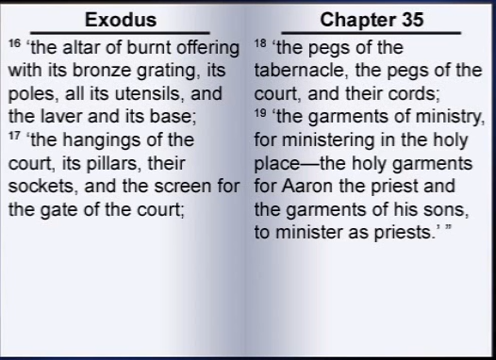 Exodus
16 ‘the altar of burnt offering
with its bronze grating, its
poles, all its utensils, and
the laver and its base;
17 ‘the hangings of the
court, its pillars, their
sockets, and the screen for
the gate of the court;
Chapter 35
18 ‘the pegs of the
tabernacle, the pegs of the
court, and their cords;
19 ‘the garments of ministry,
for ministering in the holy
place—the holy garments
for Aaron the priest and
the garments of his sons,
to minister as priests.’ ”